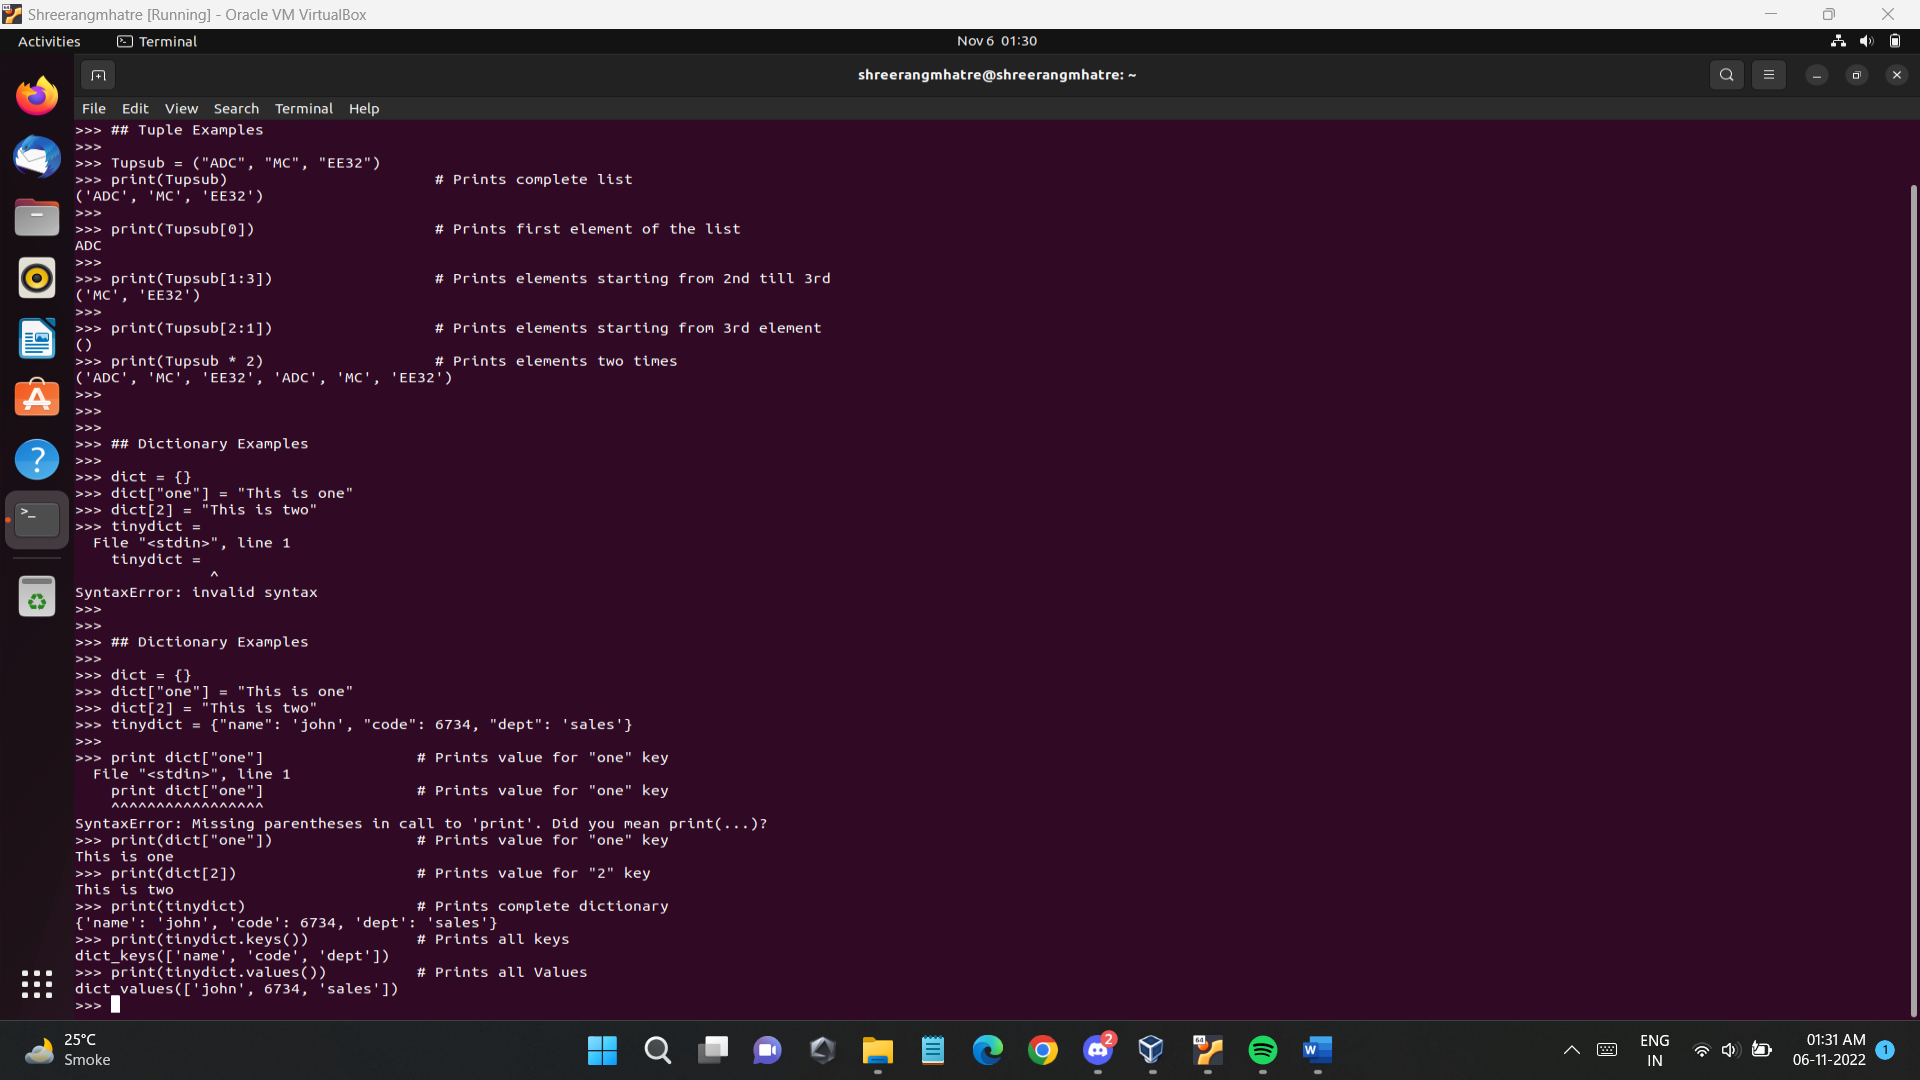 Shreerangmhatre [Running] - Oracle VM VirtualBox
Activities Terminal Nov 6 01:30
shreerangmhatre@shreerangmhatre: ~
File Edit View Search Terminal Help
>>> ## Tuple Examples
>>>
>>> Tupsub = ("ADC", "MC", "EE32")
>>> print(Tupsub) # Prints complete list
('ADC', 'MC', 'EE32')
>>>
>>> print(Tupsub[0]) # Prints first element of the list
ADC
>>>
>>> print(Tupsub[1:3]) # Prints elements starting from 2nd till 3rd
('MC', 'EE32')
>>>
>>> print(Tupsub[2:1]) # Prints elements starting from 3rd element
()
>>> print(Tupsub * 2) # Prints elements two times
('ADC', 'MC', 'EE32', 'ADC', 'MC', 'EE32')
>>>
>>>
>>>
>>> ## Dictionary Examples
>>>
>>> dict = {}
>>> dict["one"] = "This is one"
>>> dict[2] = "This is two"
>>> tinydict =
  File "<stdin>", line 1
    tinydict =
               ^
SyntaxError: invalid syntax
>>>
>>>
>>> ## Dictionary Examples
>>>
>>> dict = {}
>>> dict["one"] = "This is one"
>>> dict[2] = "This is two"
>>> tinydict = {"name": 'john', "code": 6734, "dept": 'sales'}
>>>
>>> print dict["one"] # Prints value for "one" key
  File "<stdin>", line 1
    print dict["one"] # Prints value for "one" key
    ^^^^^^^^^^^^^^^^^
SyntaxError: Missing parentheses in call to 'print'. Did you mean print(...)?
>>> print(dict["one"]) # Prints value for "one" key
This is one
>>> print(dict[2]) # Prints value for "2" key
This is two
>>> print(tinydict) # Prints complete dictionary
{'name': 'john', 'code': 6734, 'dept': 'sales'}
>>> print(tinydict.keys()) # Prints all keys
dict_keys(['name', 'code', 'dept'])
>>> print(tinydict.values()) # Prints all Values
dict_values(['john', 6734, 'sales'])
>>>
25°C
Smoke
2
64
W
ENG
IN
01:31 AM
06-11-2022
1